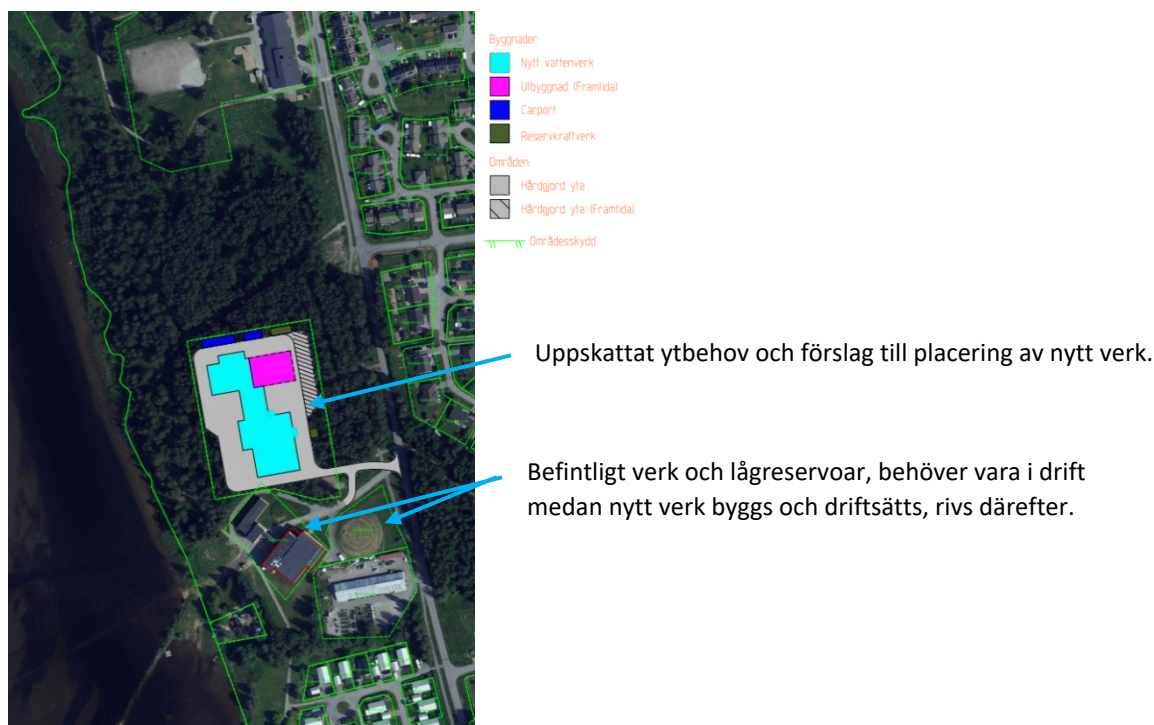 Byggnader:
Nytt vattenverk
Utbyggnad (Framtida)
Carport
Reservkraftverk
Områden:
Hårdgjord yta
Hårdgjord yta (Framtida)
Områdesskydd
Uppskattat ytbehov och förslag till placering av nytt verk.
Befintligt verk och lågreservoar, behöver vara i drift
medan nytt verk byggs och driftsätts, rivs därefter.